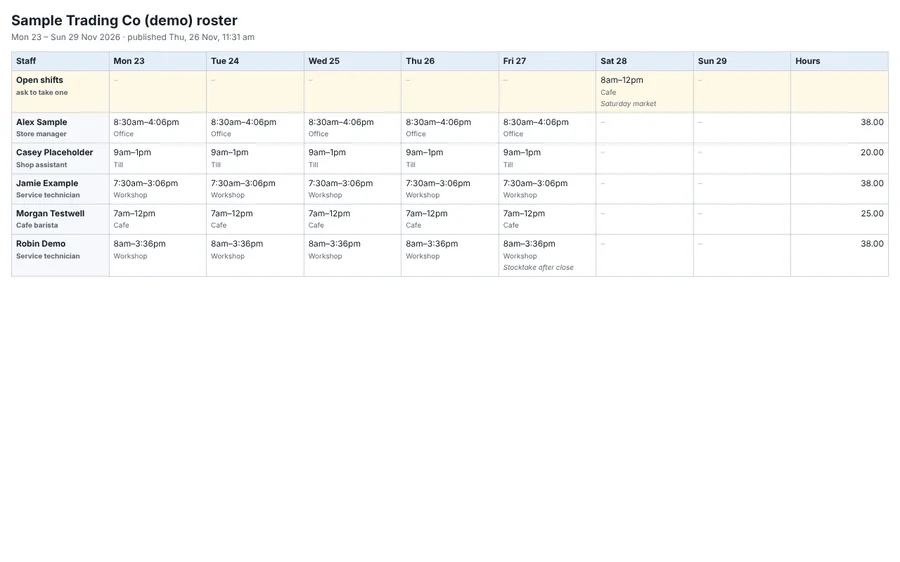 Sample Trading Co (demo) roster
Mon 23 – Sun 29 Nov 2026 · published Thu, 26 Nov, 11:31 am
Staff Mon 23 Tue 24 Wed 25 Thu 26 Fri 27 Sat 28 Sun 29 Hours
Open shifts – – – – – 8am–12pm –
ask to take one Cafe
Saturday market
Alex Sample 8:30am–4:06pm 8:30am–4:06pm 8:30am–4:06pm 8:30am–4:06pm 8:30am–4:06pm – – 38.00
Store manager Office Office Office Office Office
Casey Placeholder 9am–1pm 9am–1pm 9am–1pm 9am–1pm 9am–1pm – – 20.00
Shop assistant Till Till Till Till Till
Jamie Example 7:30am–3:06pm 7:30am–3:06pm 7:30am–3:06pm 7:30am–3:06pm 7:30am–3:06pm – – 38.00
Service technician Workshop Workshop Workshop Workshop Workshop
Morgan Testwell 7am–12pm 7am–12pm 7am–12pm 7am–12pm 7am–12pm – – 25.00
Cafe barista Cafe Cafe Cafe Cafe Cafe
Robin Demo 8am–3:36pm 8am–3:36pm 8am–3:36pm 8am–3:36pm 8am–3:36pm – – 38.00
Service technician Workshop Workshop Workshop Workshop Workshop
Stocktake after close